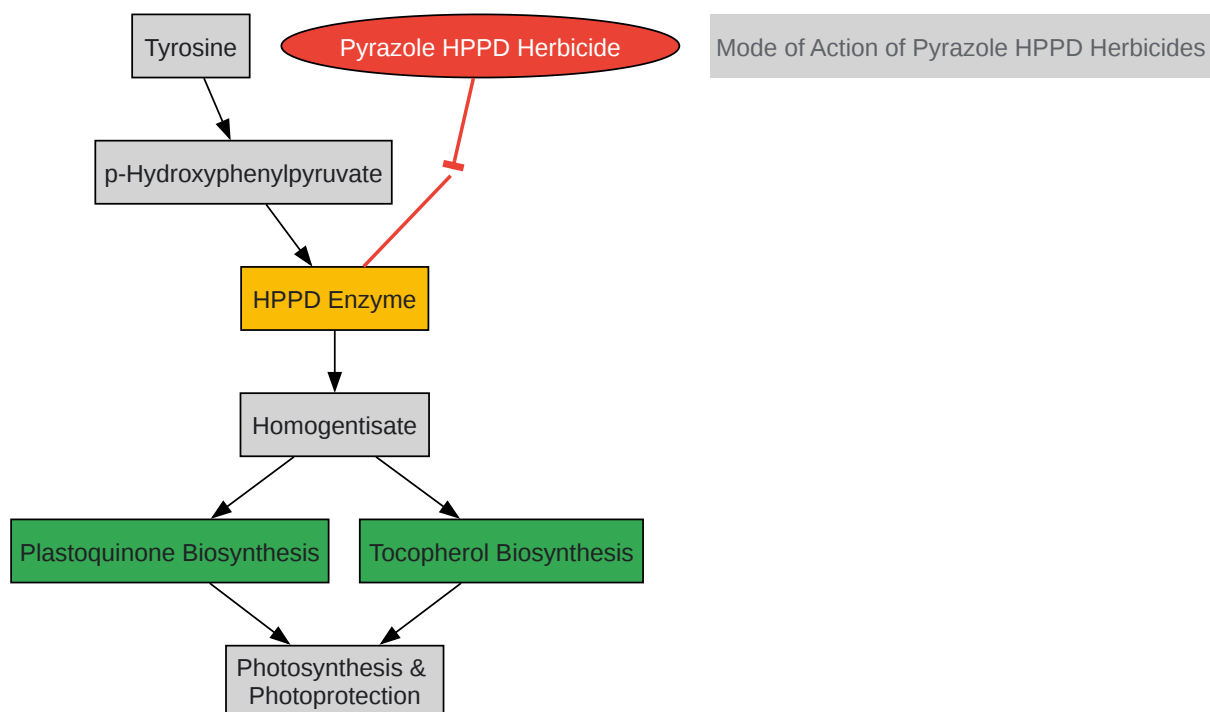 Tyrosine
Pyrazole HPPD Herbicide
Mode of Action of Pyrazole HPPD Herbicides
p-Hydroxyphenylpyruvate
HPPD Enzyme
Homogentisate
Plastoquinone Biosynthesis
Tocopherol Biosynthesis
Photosynthesis &
Photoprotection